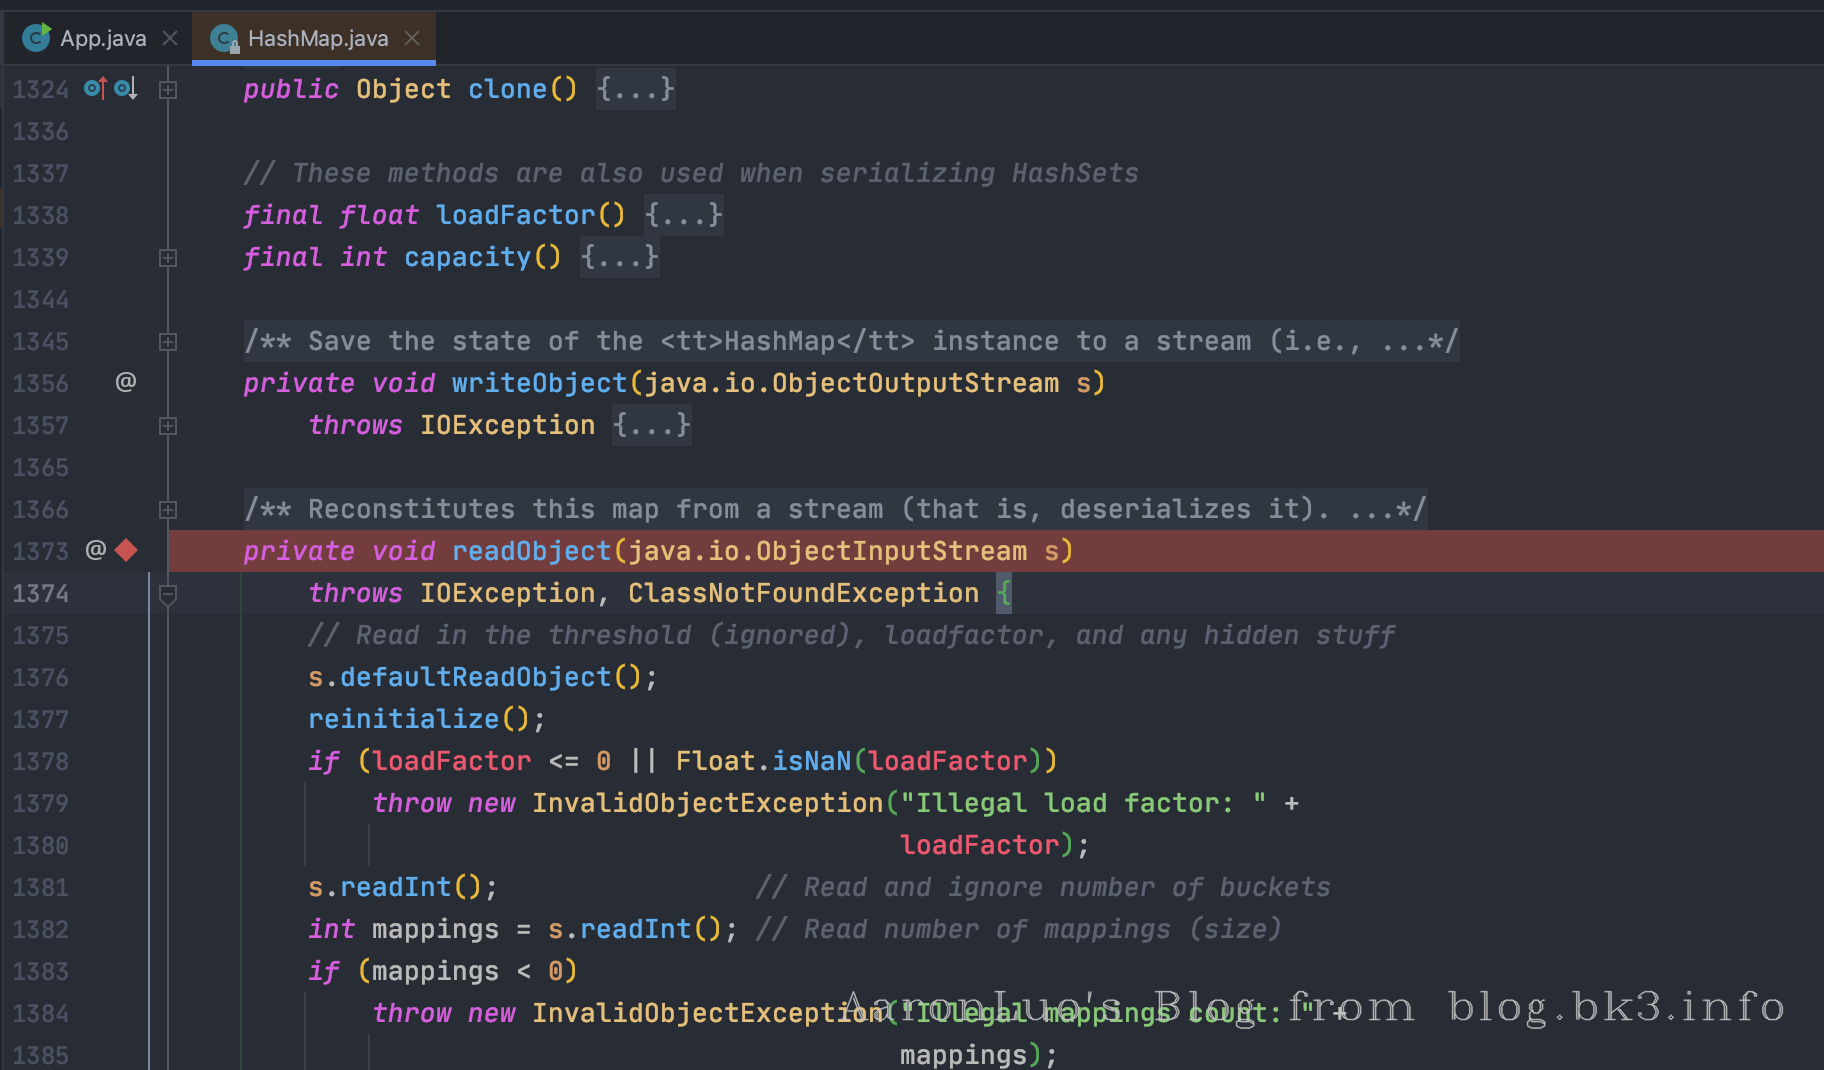 App.java HashMap.java
1324 public Object clone() {...}
1336
1337 // These methods are also used when serializing HashSets
1338 final float loadFactor() {...}
1339 final int capacity() {...}
1344
1345 /** Save the state of the <tt>HashMap</tt> instance to a stream (i.e., ...*/
1356 @ private void writeObject(java.io.ObjectOutputStream s)
1357 throws IOException {...}
1365
1366 /** Reconstitutes this map from a stream (that is, deserializes it). ...*/
1373 @ private void readObject(java.io.ObjectInputStream s)
1374 throws IOException, ClassNotFoundException {
1375 // Read in the threshold (ignored), loadfactor, and any hidden stuff
1376 s.defaultReadObject();
1377 reinitialize();
1378 if (loadFactor <= 0 || Float.isNaN(loadFactor))
1379 throw new InvalidObjectException("Illegal load factor: " +
1380 loadFactor);
1381 s.readInt(); // Read and ignore number of buckets
1382 int mappings = s.readInt(); // Read number of mappings (size)
1383 if (mappings < 0)
1384 throw new InvalidObjectException("Illegal mappings count: " +
AaronLuo's Blog from blog.bk3.info
1385 mappings);